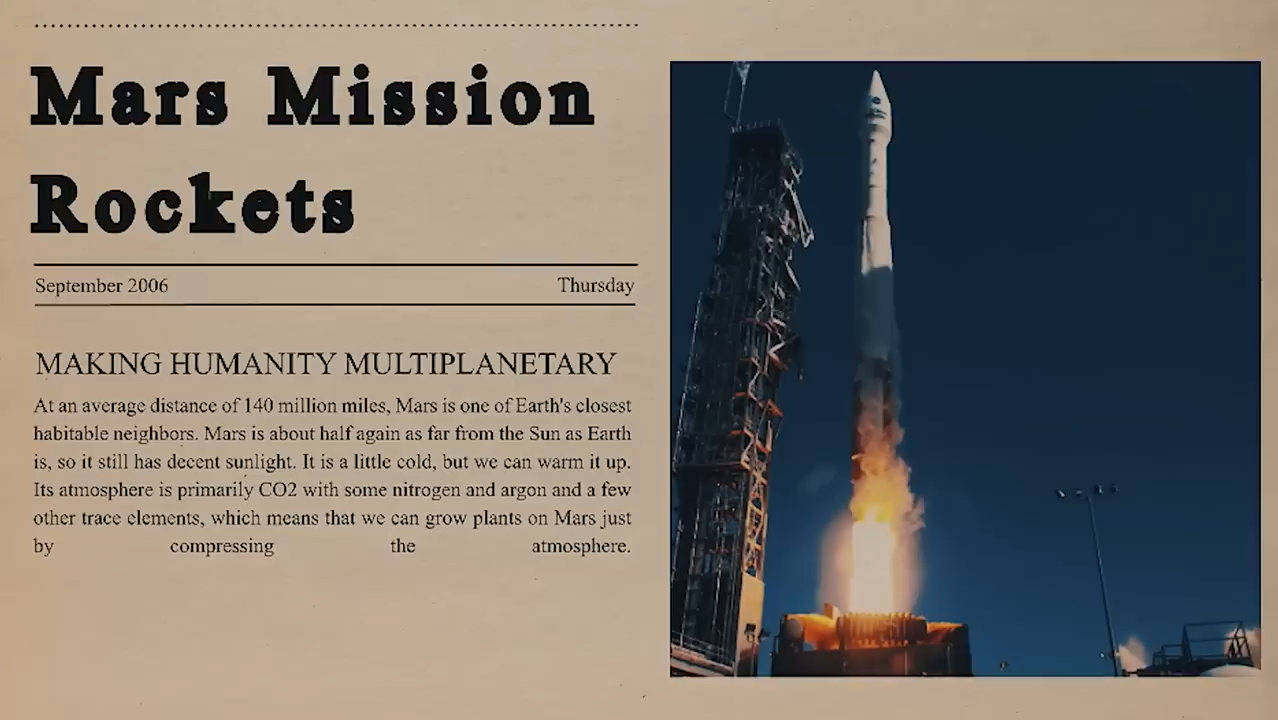 Mars Mission
Rockets
September 2006 Thursday
MAKING HUMANITY MULTIPLANETARY
At an average distance of 140 million miles, Mars is one of Earth's closest
habitable neighbors. Mars is about half again as far from the Sun as Earth
is, so it still has decent sunlight. It is a little cold, but we can warm it up.
Its atmosphere is primarily CO2 with some nitrogen and argon and a few
other trace elements, which means that we can grow plants on Mars just
by compressing the atmosphere.